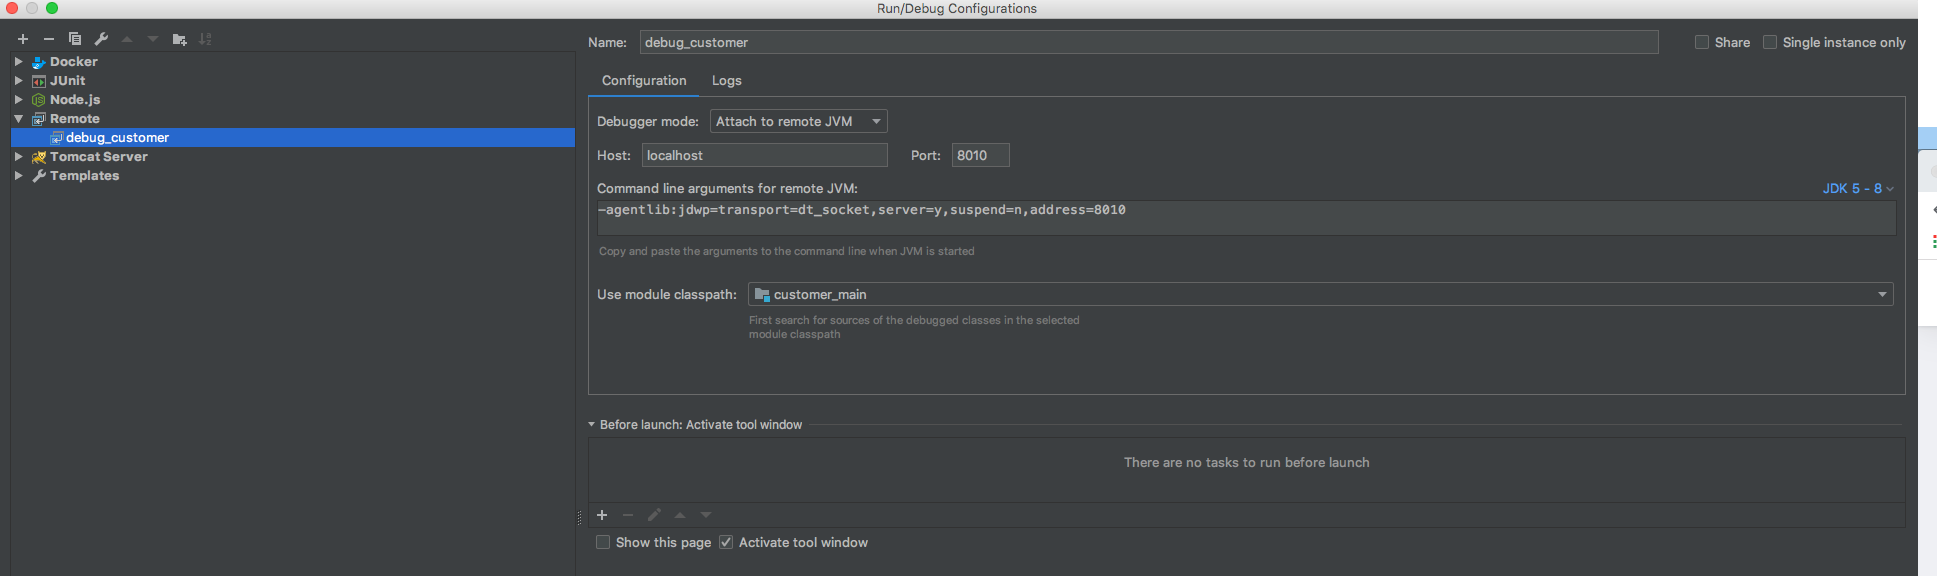 Run/Debug Configurations
Docker
JUnit
Node.js
Remote
debug_customer
Tomcat Server
Templates
Name: debug_customer Share Single instance only
Configuration Logs
Debugger mode: Attach to remote JVM
Host: localhost Port: 8010
Command line arguments for remote JVM: JDK 5 - 8
-agentlib:jdwp=transport=dt_socket,server=y,suspend=n,address=8010
Copy and paste the arguments to the command line when JVM is started
Use module classpath: customer_main
First search for sources of the debugged classes in the selected
module classpath
Before launch: Activate tool window
There are no tasks to run before launch
Show this page Activate tool window